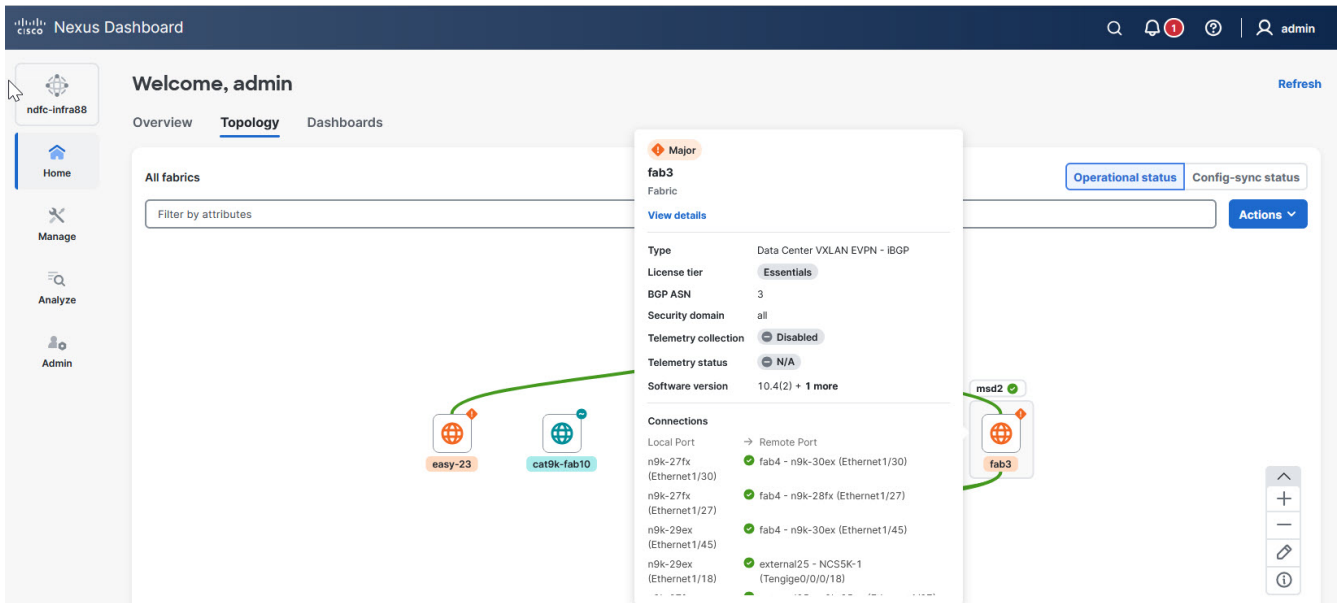 cisco Nexus Dashboard
1
admin
ndfc-infra88
Home
Manage
Analyze
Admin
Welcome, admin
Refresh
Overview Topology Dashboards
All fabrics
Operational status Config-sync status
Filter by attributes
Actions
Major
fab3
Fabric
View details
Type Data Center VXLAN EVPN - iBGP
License tier Essentials
BGP ASN 3
Security domain all
Telemetry collection Disabled
Telemetry status N/A
Software version 10.4(2) + 1 more
Connections
Local Port → Remote Port
n9k-27fx fab4 - n9k-30ex (Ethernet1/30)
(Ethernet1/30)
n9k-27fx fab4 - n9k-28fx (Ethernet1/27)
(Ethernet1/27)
n9k-29ex fab4 - n9k-30ex (Ethernet1/45)
(Ethernet1/45)
n9k-29ex external25 - NCS5K-1
(Ethernet1/18) (Tengige0/0/0/18)
easy-23
cat9k-fab10
msd2
fab3